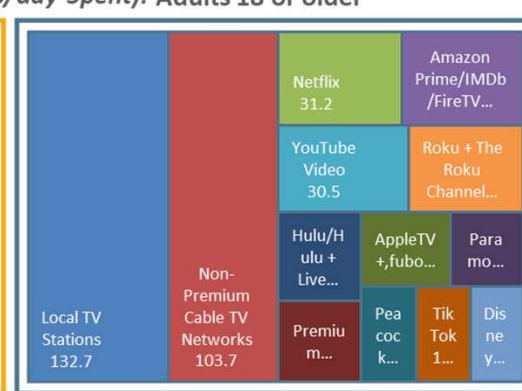 /day Spent): Adults 18 or older
Local TV
Stations
132.7
Non-
Premium
Cable TV
Networks
103.7
Netflix
31.2
Amazon
Prime/IMDb
/FireTV...
YouTube
Video
30.5
Roku + The
Roku
Channel...
Hulu/H
ulu +
Live...
AppleTV
+,fubo...
Para
mo...
Premiu
m...
Pea
coc
k...
Tik
Tok
1...
Dis
ne
y...